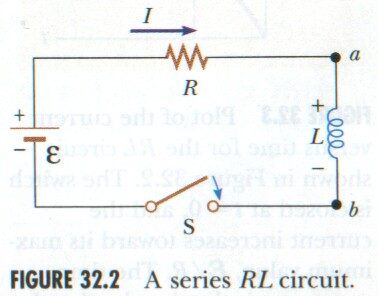 I
R
a
+
+
ε
L
−
−
S
b
FIGURE 32.2 A series RL circuit.